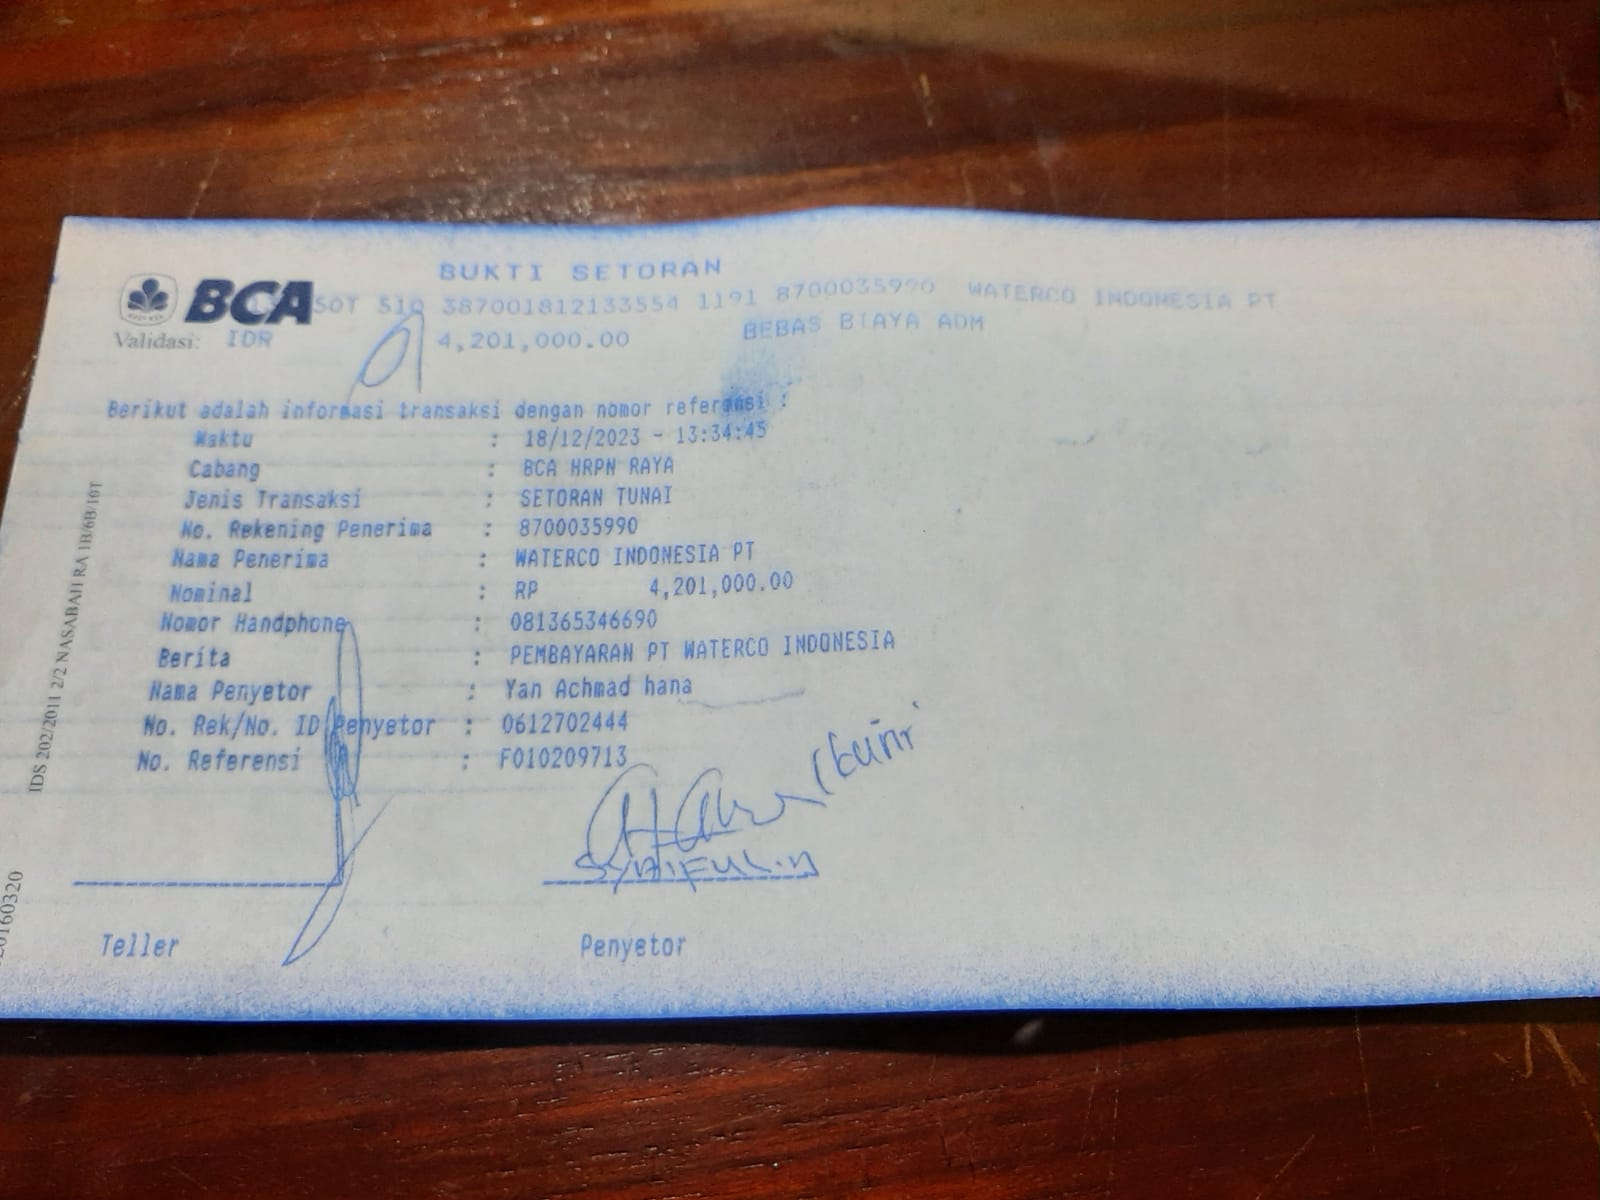 BUKTI SETORAN
BCA SOT 510 387001812133554 1191 8700035990 WATERCO INDONESIA PT
Validasi: IDR 4,201,000.00 BEBAS BIAYA ADM
Berikut adalah informasi transaksi dengan nomor referensi :
Waktu : 18/12/2023 - 13:34:45
Cabang : BCA HRPN RAYA
Jenis Transaksi : SETORAN TUNAI
No. Rekening Penerima : 8700035990
Nama Penerima : WATERCO INDONESIA PT
Nominal : RP 4,201,000.00
Nomor Handphone : 081365346690
Berita : PEMBAYARAN PT WATERCO INDONESIA
Nama Penyetor : Yan Achmad hana
No. Rek/No. ID Penyetor : 0612702444
No. Referensi : F010209713
Teller Penyetor
IDS 202/2011 2/2 NASABAH RA 1B/6B/10T